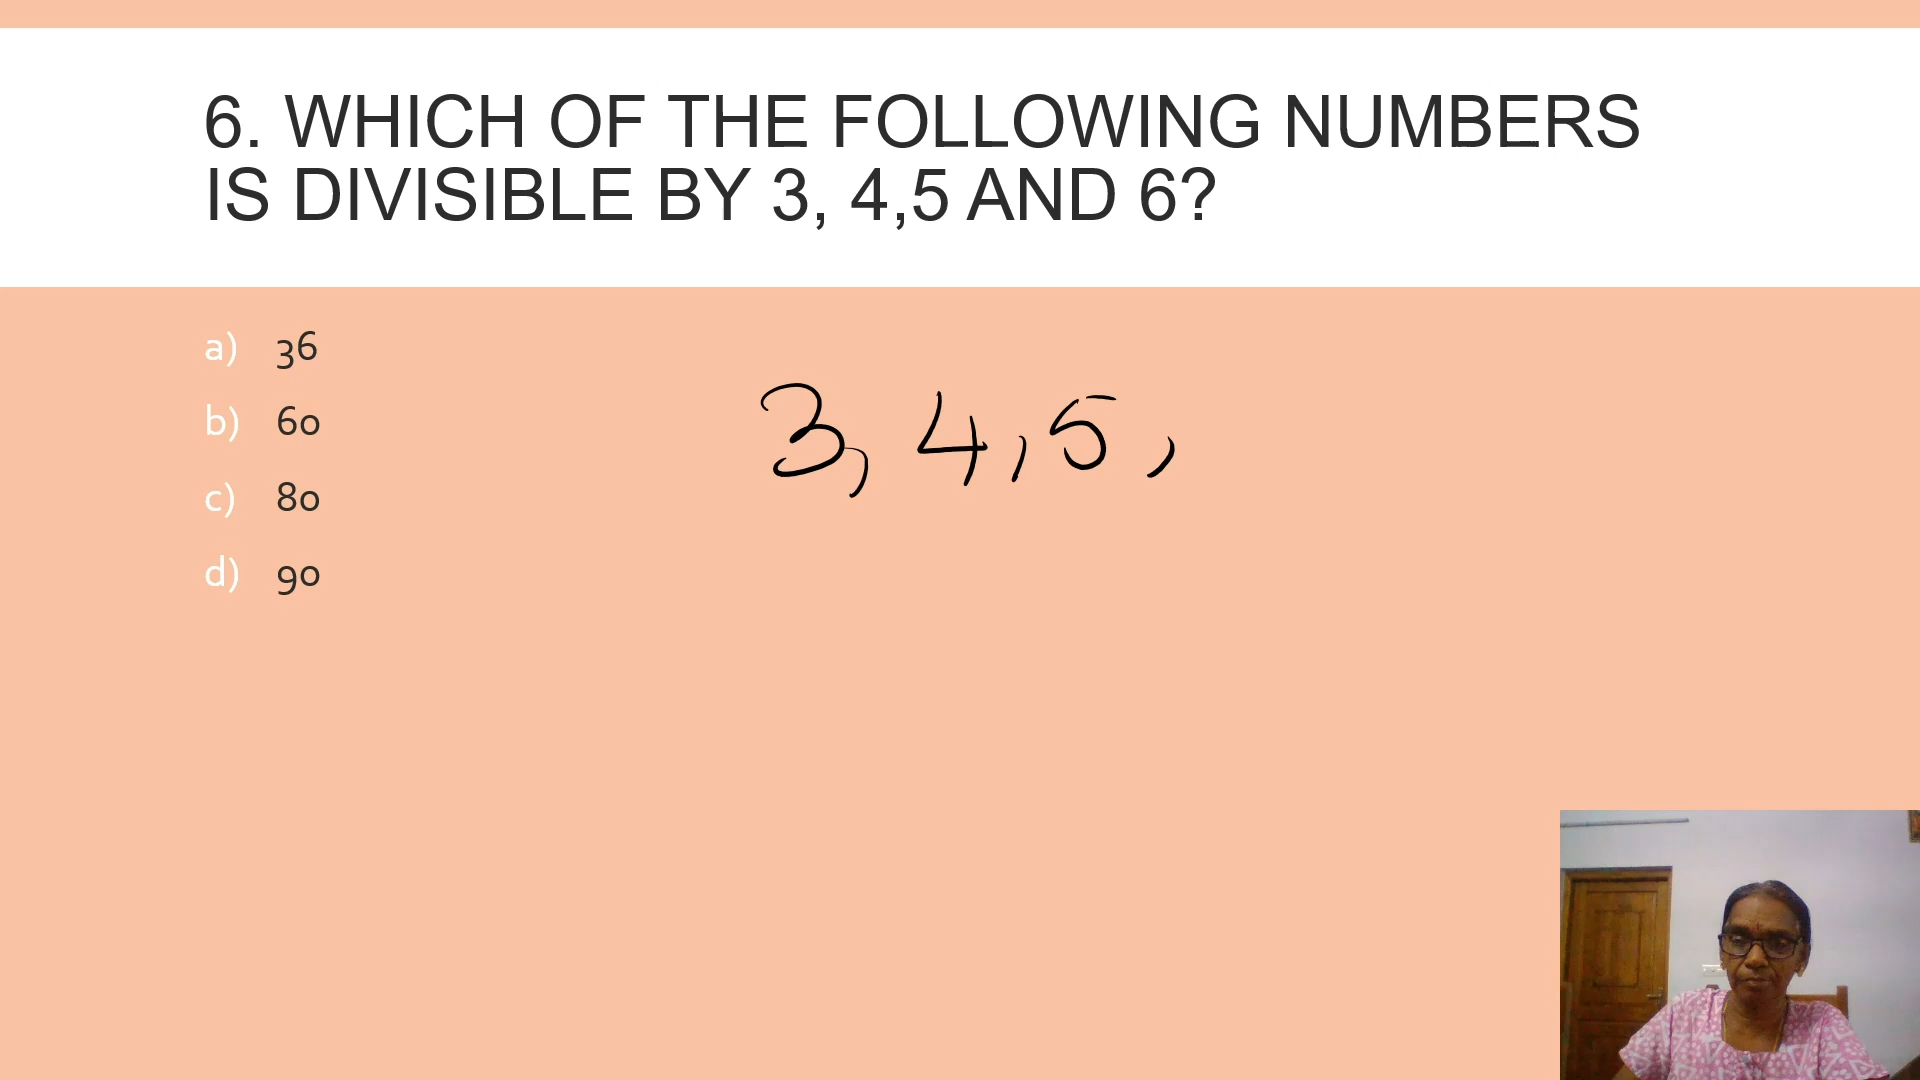 6. WHICH OF THE FOLLOWING NUMBERS
IS DIVISIBLE BY 3, 4,5 AND 6?
a) 36
b) 60
c) 80
d) 90
3, 4, 5,